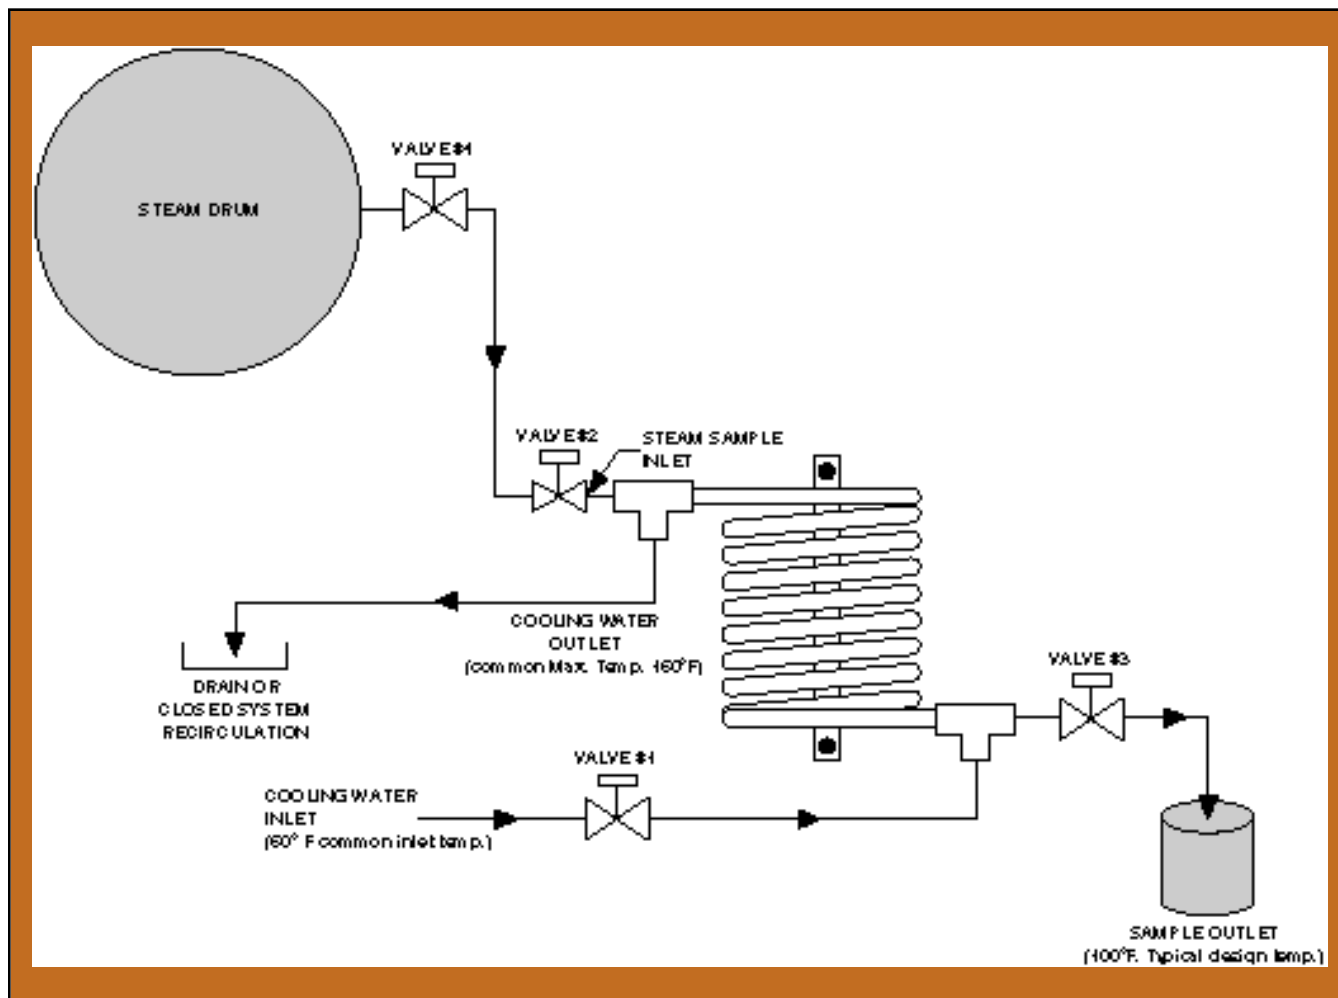 VALVE #4
STEAM DRUM
VALVE #2
STEAM SAMPLE
INLET
COOLING WATER
OUTLET
(common Max. Temp. 160°F)
VALVE #3
DRAIN OR
CLOSED SYSTEM
RECIRCULATION
VALVE #1
COOLING WATER
INLET
(60° F common inlet temp.)
SAMPLE OUTLET
(100°F. Typical design temp.)